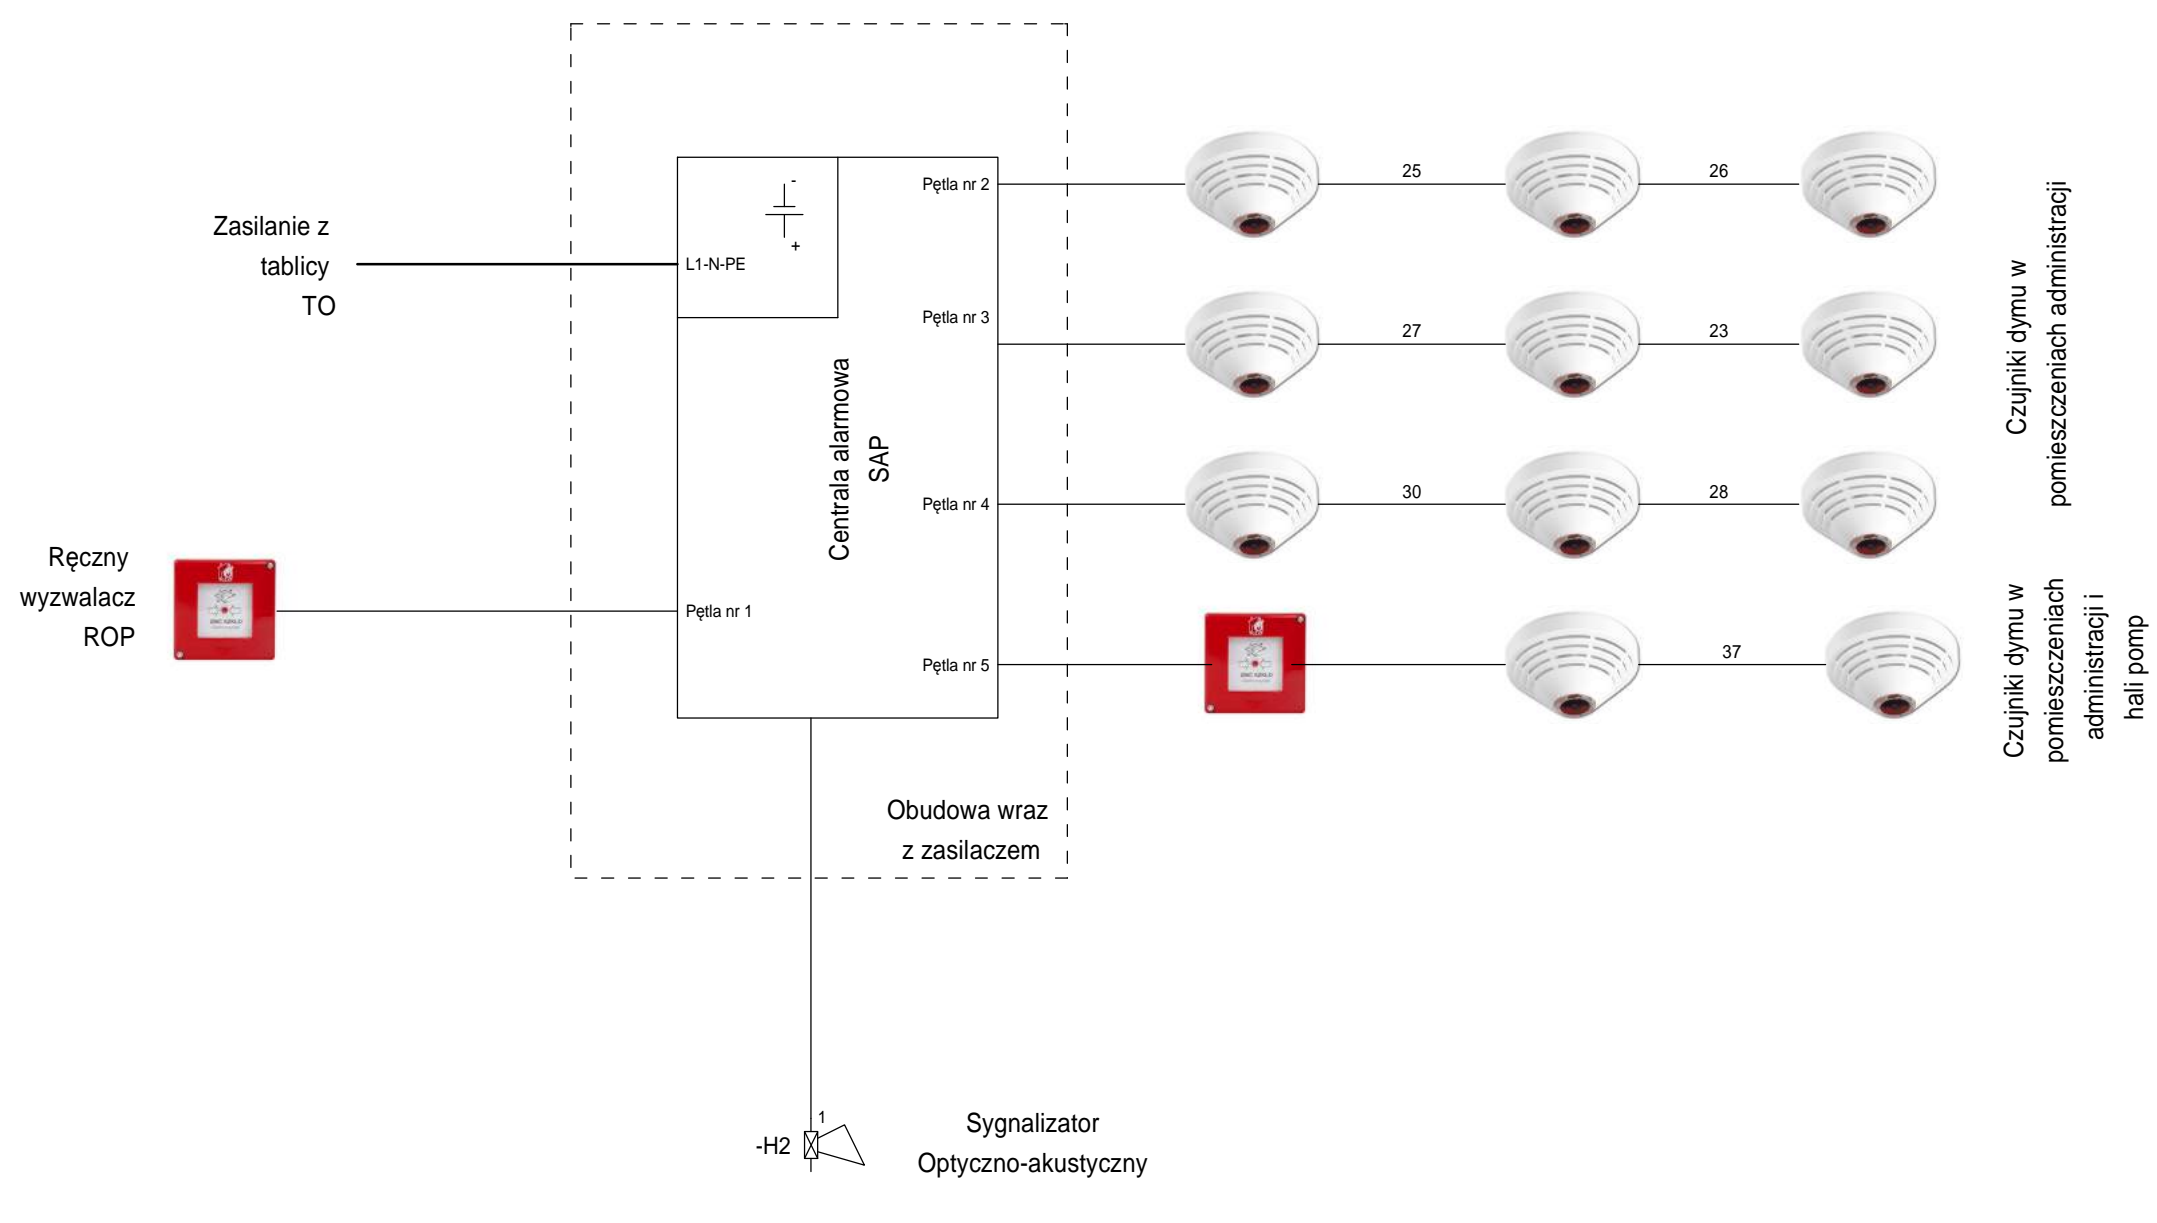 Zasilanie z
tablicy
TO
L1-N-PE
-
+
Pętla nr 2
25
26
Pętla nr 3
27
23
Centrala alarmowa
SAP
Pętla nr 4
30
28
Czujniki dymu w
pomieszczeniach administracji
Ręczny
wyzwalacz
ROP
Pętla nr 1
Pętla nr 5
37
Czujniki dymu w
pomieszczeniach
administracji i
hali pomp
Obudowa wraz
z zasilaczem
1
-H2
Sygnalizator
Optyczno-akustyczny